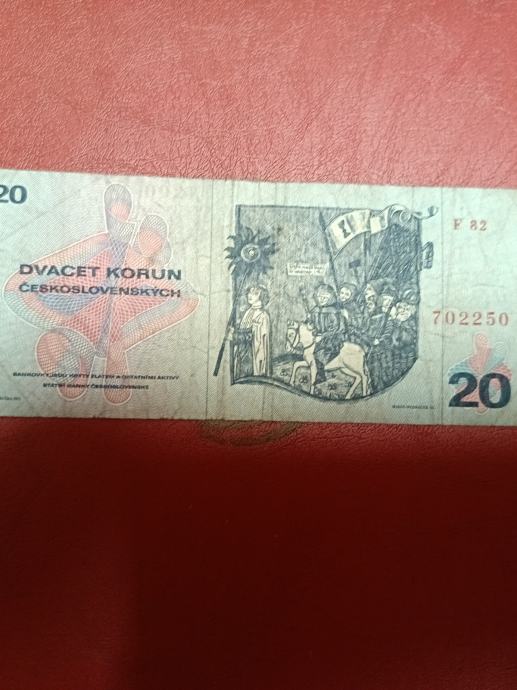 20
F 82
DVACET KORUN
ČESKOSLOVENSKÝCH
702250
BANKOVKY JSOU KRYTY ZLATEM A OSTATNÍMI AKTIVY
STÁTNÍ BANKY ČESKOSLOVENSKÉ
20